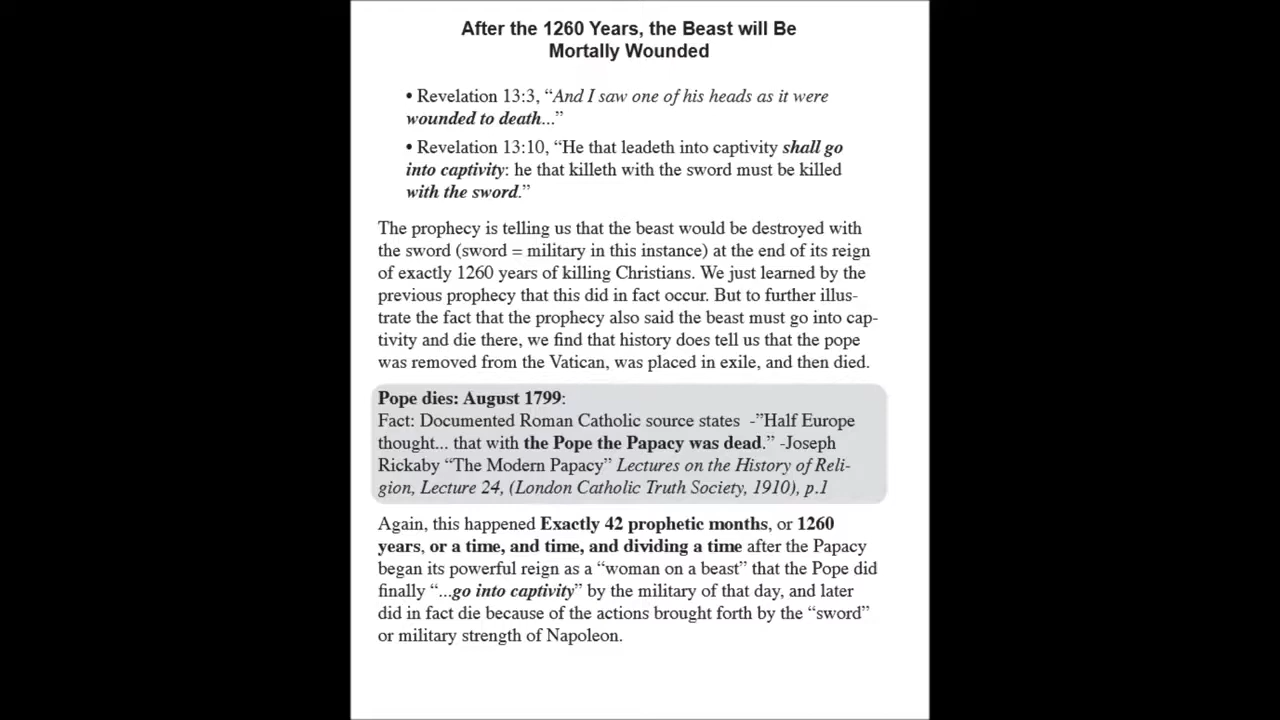 After the 1260 Years, the Beast will Be
Mortally Wounded
• Revelation 13:3, “And I saw one of his heads as it were
wounded to death...”
• Revelation 13:10, “He that leadeth into captivity shall go
into captivity: he that killeth with the sword must be killed
with the sword.”
The prophecy is telling us that the beast would be destroyed with
the sword (sword = military in this instance) at the end of its reign
of exactly 1260 years of killing Christians. We just learned by the
previous prophecy that this did in fact occur. But to further illus-
trate the fact that the prophecy also said the beast must go into cap-
tivity and die there, we find that history does tell us that the pope
was removed from the Vatican, was placed in exile, and then died.
Pope dies: August 1799:
Fact: Documented Roman Catholic source states -”Half Europe
thought... that with the Pope the Papacy was dead.” -Joseph
Rickaby “The Modern Papacy” Lectures on the History of Reli-
gion, Lecture 24, (London Catholic Truth Society, 1910), p.1
Again, this happened Exactly 42 prophetic months, or 1260
years, or a time, and time, and dividing a time after the Papacy
began its powerful reign as a “woman on a beast” that the Pope did
finally “...go into captivity” by the military of that day, and later
did in fact die because of the actions brought forth by the “sword”
or military strength of Napoleon.